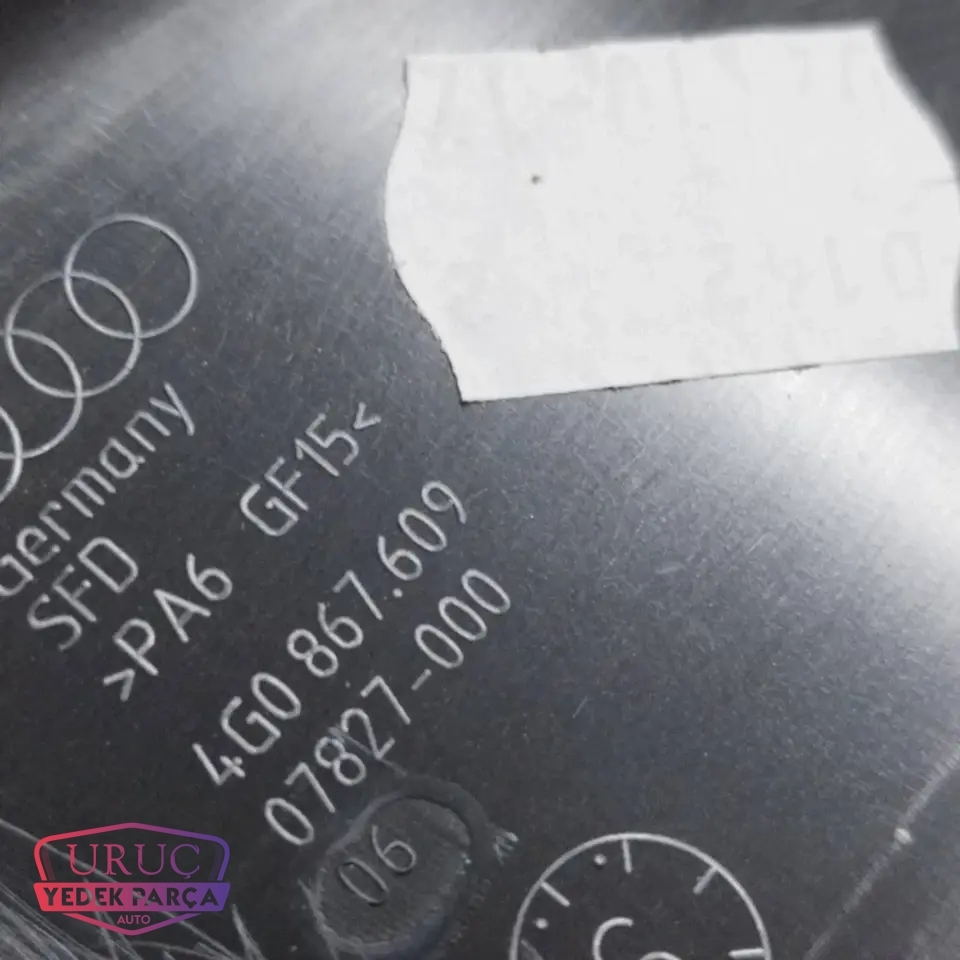 Germany
SFD
>PA6 GF15<
4G0 867.609
07827-000
06
URUÇ
YEDEK PARÇA
AUTO